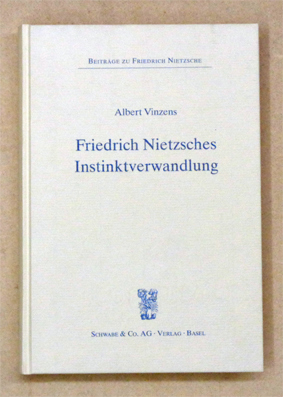 BEITRÄGE ZU FRIEDRICH NIETZSCHE
Albert Vinzens
Friedrich Nietzsches
Instinktverwandlung
SCHWABE & CO. AG · VERLAG · BASEL